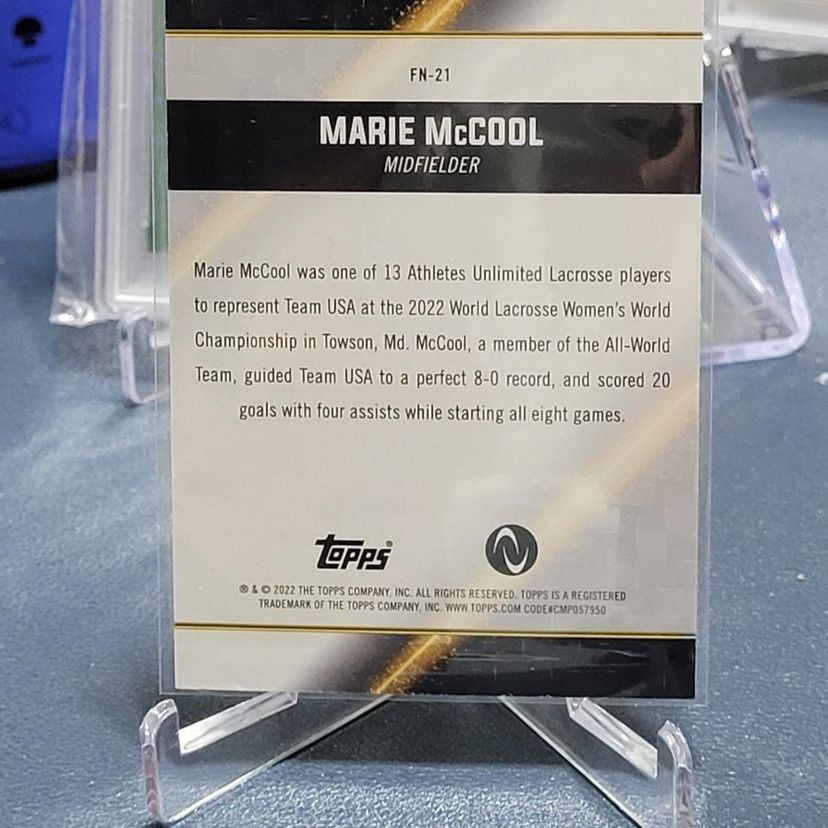 FN-21
MARIE McCOOL
MIDFIELDER
Marie McCool was one of 13 Athletes Unlimited Lacrosse players
to represent Team USA at the 2022 World Lacrosse Women's World
Championship in Towson, Md. McCool, a member of the All-World
Team, guided Team USA to a perfect 8-0 record, and scored 20
goals with four assists while starting all eight games.
topps®
® & © 2022 THE TOPPS COMPANY, INC. ALL RIGHTS RESERVED. TOPPS IS A REGISTERED
TRADEMARK OF THE TOPPS COMPANY, INC. WWW.TOPPS.COM CODE#CMP057950